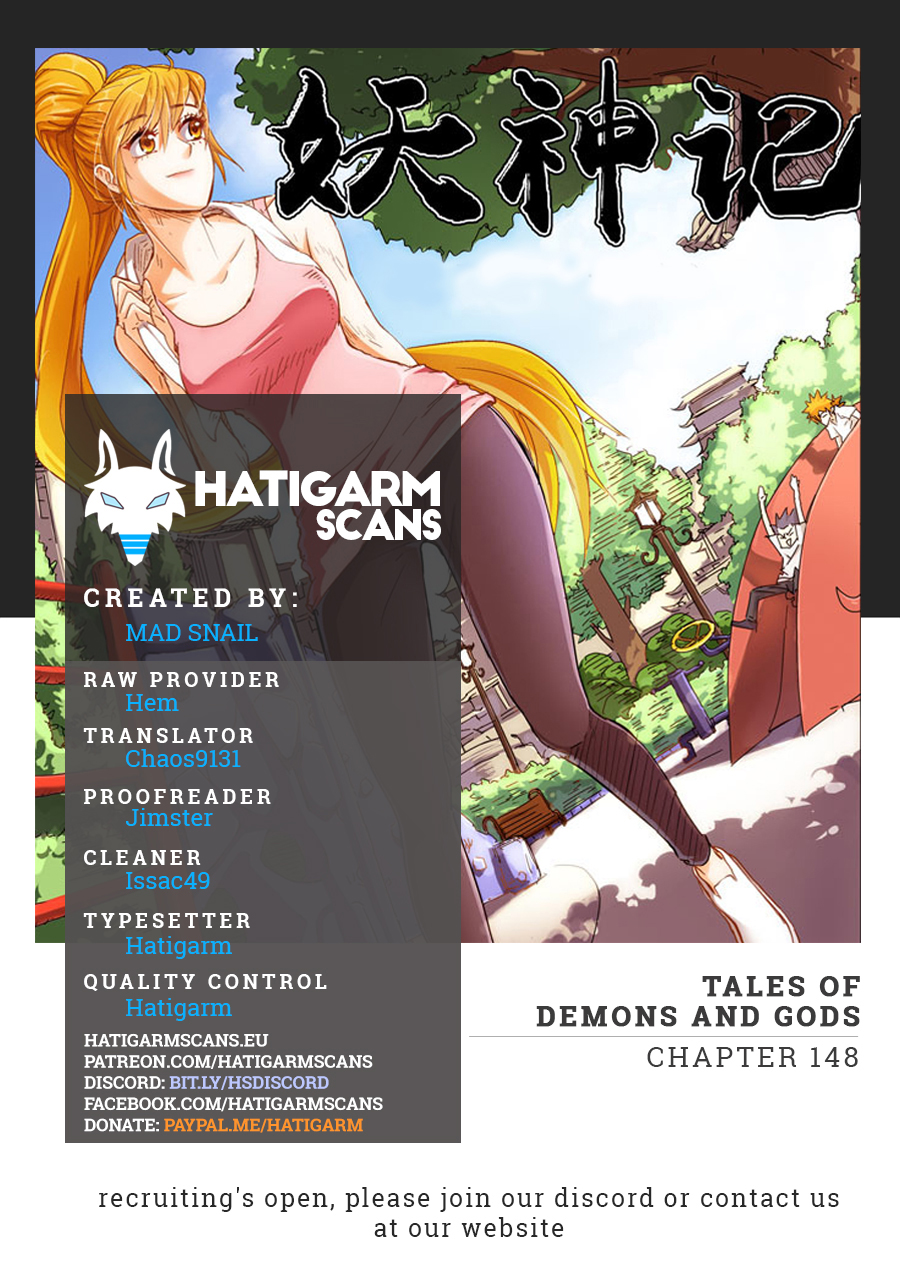 妖神记
HATIGARM
SCANS
CREATED BY:
MAD SNAIL
RAW PROVIDER
Hem
TRANSLATOR
Chaos9131
PROOFREADER
Jimster
CLEANER
Issac49
TYPESETTER
Hatigarm
QUALITY CONTROL
Hatigarm
HATIGARMSCANS.EU
PATREON.COM/HATIGARMSCANS
DISCORD: BIT.LY/HSDISCORD
FACEBOOK.COM/HATIGARMSCANS
DONATE: PAYPAL.ME/HATIGARM
TALES OF
DEMONS AND GODS
CHAPTER 148
recruiting's open, please join our discord or contact us
at our website